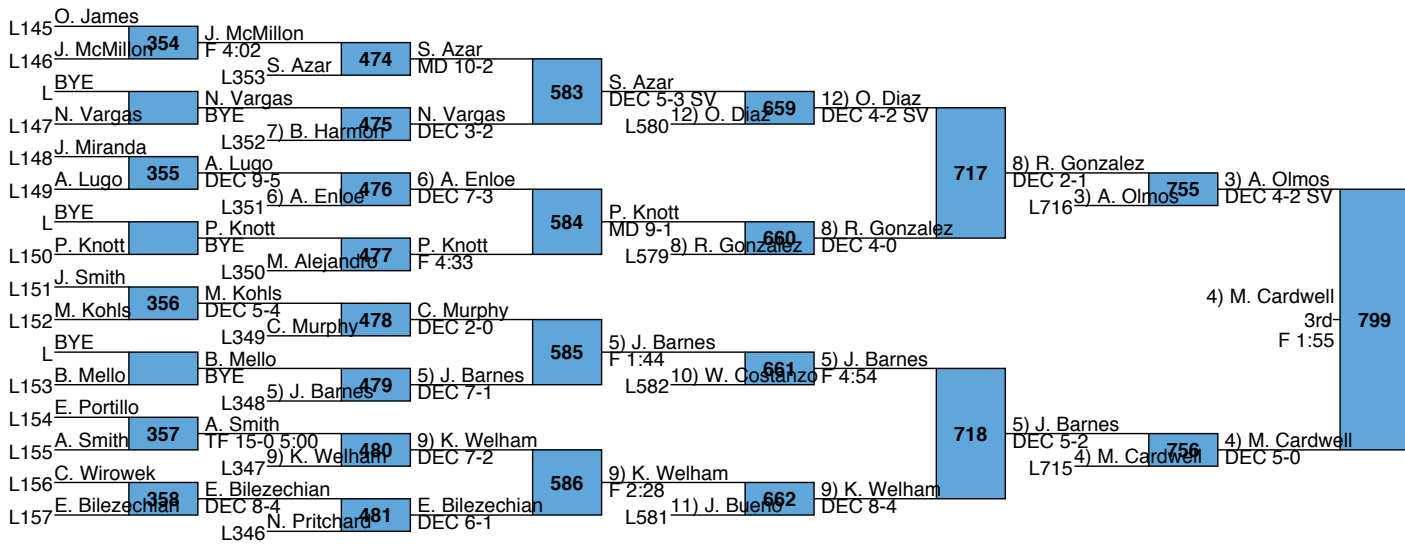 O. James
L145
354
J. McMillon
F 4:02
J. McMillon
L146
474
S. Azar
MD 10-2
S. Azar
L353
BYE
L
583
S. Azar
DEC 5-3 SV
N. Vargas
BYE
N. Vargas
L147
475
N. Vargas
DEC 3-2
7) B. Harmon
L352
659
12) O. Diaz
DEC 4-2 SV
12) O. Diaz
L580
J. Miranda
L148
355
A. Lugo
DEC 9-5
A. Lugo
L149
476
6) A. Enloe
DEC 7-3
6) A. Enloe
L351
717
8) R. Gonzalez
DEC 2-1
BYE
L
584
P. Knott
MD 9-1
P. Knott
BYE
P. Knott
L150
477
P. Knott
F 4:33
M. Alejandro
L350
660
8) R. Gonzalez
DEC 4-0
8) R. Gonzalez
L579
755
3) A. Olmos
DEC 4-2 SV
3) A. Olmos
L716
J. Smith
L151
356
M. Kohls
DEC 5-4
M. Kohls
L152
478
C. Murphy
DEC 2-0
C. Murphy
L349
4) M. Cardwell
3rd
F 1:55
799
BYE
L
585
5) J. Barnes
F 1:44
B. Mello
BYE
B. Mello
L153
479
5) J. Barnes
DEC 7-1
5) J. Barnes
L348
661
5) J. Barnes
F 4:54
10) W. Costanzo
L582
E. Portillo
L154
357
A. Smith
TF 15-0 5:00
A. Smith
L155
480
9) K. Welham
DEC 7-2
9) K. Welham
L347
718
5) J. Barnes
DEC 5-2
756
4) M. Cardwell
DEC 5-0
4) M. Cardwell
L715
C. Wirowek
L156
358
E. Bilezechian
DEC 8-4
E. Bilezechian
L157
586
9) K. Welham
F 2:28
481
E. Bilezechian
DEC 6-1
N. Pritchard
L346
662
9) K. Welham
DEC 8-4
11) J. Bueno
L581